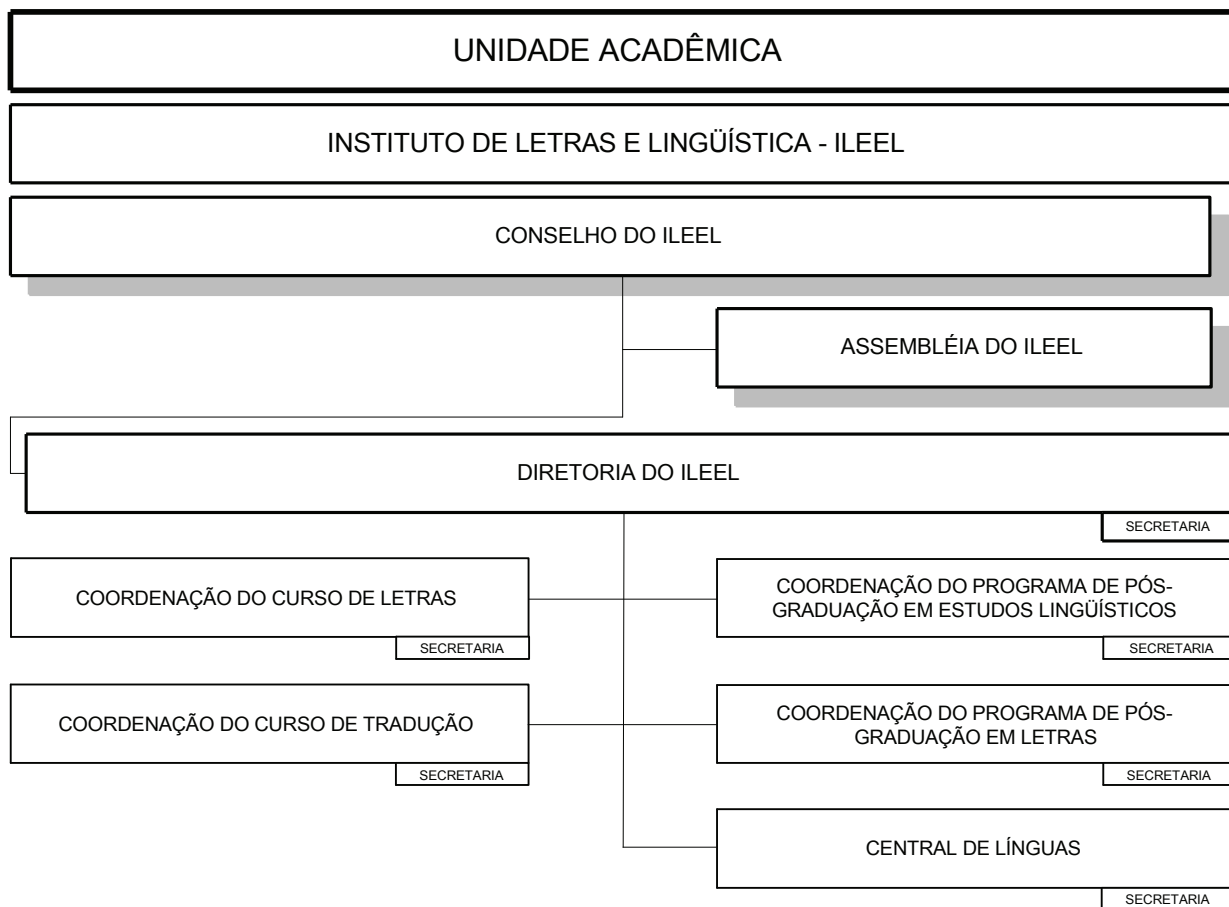 UNIDADE ACADÊMICA
INSTITUTO DE LETRAS E LINGÜÍSTICA - ILEEL
CONSELHO DO ILEEL
ASSEMBLÉIA DO ILEEL
DIRETORIA DO ILEEL
SECRETARIA
COORDENAÇÃO DO CURSO DE LETRAS
SECRETARIA
COORDENAÇÃO DO PROGRAMA DE PÓS-
GRADUAÇÃO EM ESTUDOS LINGÜÍSTICOS
SECRETARIA
COORDENAÇÃO DO CURSO DE TRADUÇÃO
SECRETARIA
COORDENAÇÃO DO PROGRAMA DE PÓS-
GRADUAÇÃO EM LETRAS
SECRETARIA
CENTRAL DE LÍNGUAS
SECRETARIA